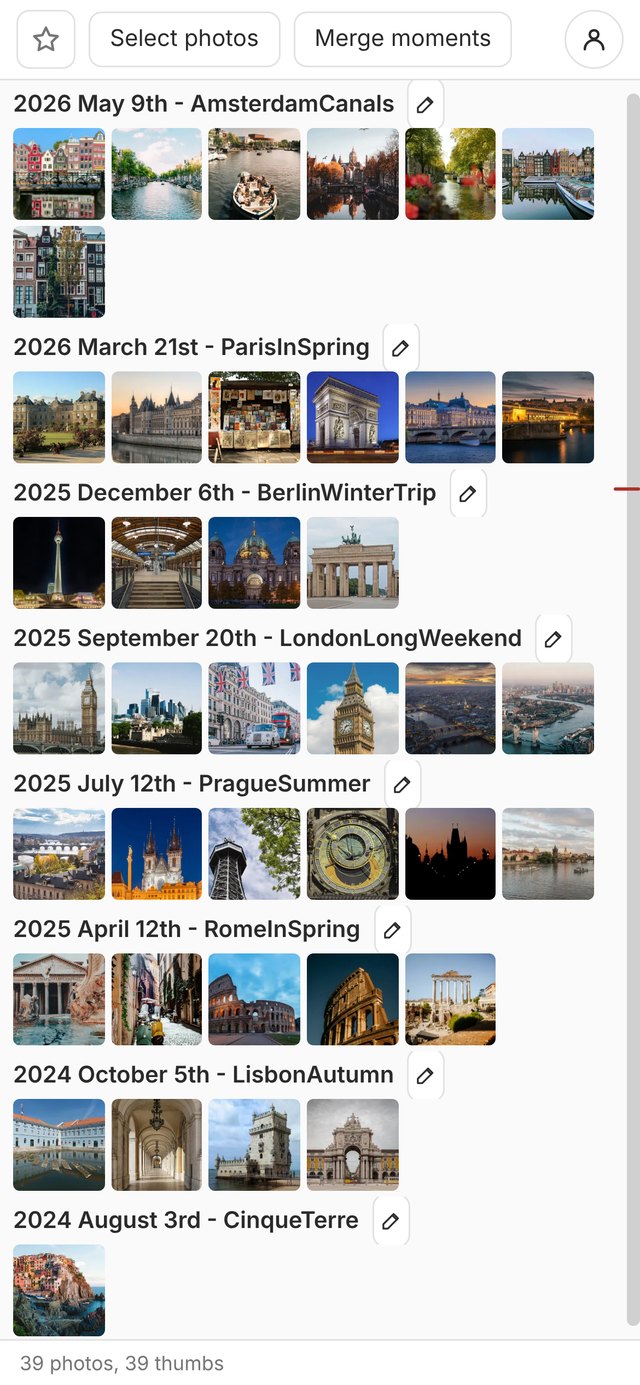 Select photos
Merge moments
2026 May 9th - AmsterdamCanals
2026 March 21st - ParisInSpring
2025 December 6th - BerlinWinterTrip
2025 September 20th - LondonLongWeekend
2025 July 12th - PragueSummer
2025 April 12th - RomeInSpring
2024 October 5th - LisbonAutumn
2024 August 3rd - CinqueTerre
39 photos, 39 thumbs